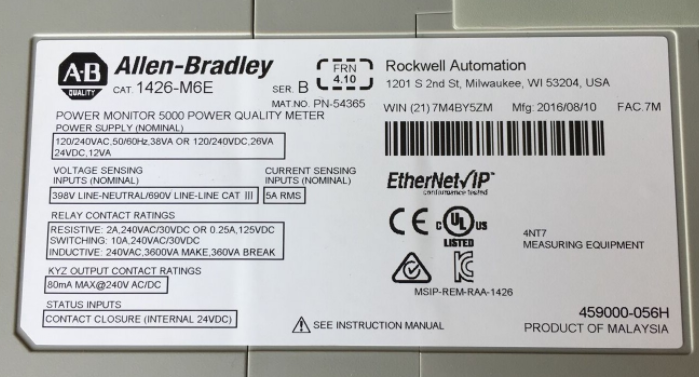 A·B
QUALITY
Allen-Bradley
CAT. 1426-M6E
SER. B
FRN
4.10
MAT.NO. PN-54365
POWER MONITOR 5000 POWER QUALITY METER
POWER SUPPLY (NOMINAL)
120/240VAC,50/60Hz,38VA OR 120/240VDC,26VA
24VDC,12VA
VOLTAGE SENSING
INPUTS (NOMINAL)
398V LINE-NEUTRAL/690V LINE-LINE CAT III
CURRENT SENSING
INPUTS (NOMINAL)
5A RMS
RELAY CONTACT RATINGS
RESISTIVE: 2A,240VAC/30VDC OR 0.25A,125VDC
SWITCHING: 10A,240VAC/30VDC
INDUCTIVE: 240VAC,3600VA MAKE,360VA BREAK
KYZ OUTPUT CONTACT RATINGS
80mA MAX@240V AC/DC
STATUS INPUTS
CONTACT CLOSURE (INTERNAL 24VDC)
SEE INSTRUCTION MANUAL
Rockwell Automation
1201 S 2nd St, Milwaukee, WI 53204, USA
WIN (21) 7M4BY5ZM Mfg: 2016/08/10 FAC.7M
EtherNet/IP
conformance tested
CE
c UL US
LISTED
4NT7
MEASURING EQUIPMENT
MSIP-REM-RAA-1426
459000-056H
PRODUCT OF MALAYSIA